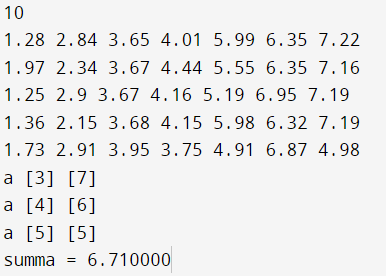 10
1.28 2.84 3.65 4.01 5.99 6.35 7.22
1.97 2.34 3.67 4.44 5.55 6.35 7.16
1.25 2.9 3.67 4.16 5.19 6.95 7.19
1.36 2.15 3.68 4.15 5.98 6.32 7.19
1.73 2.91 3.95 3.75 4.91 6.87 4.98
a [3] [7]
a [4] [6]
a [5] [5]
summa = 6.710000